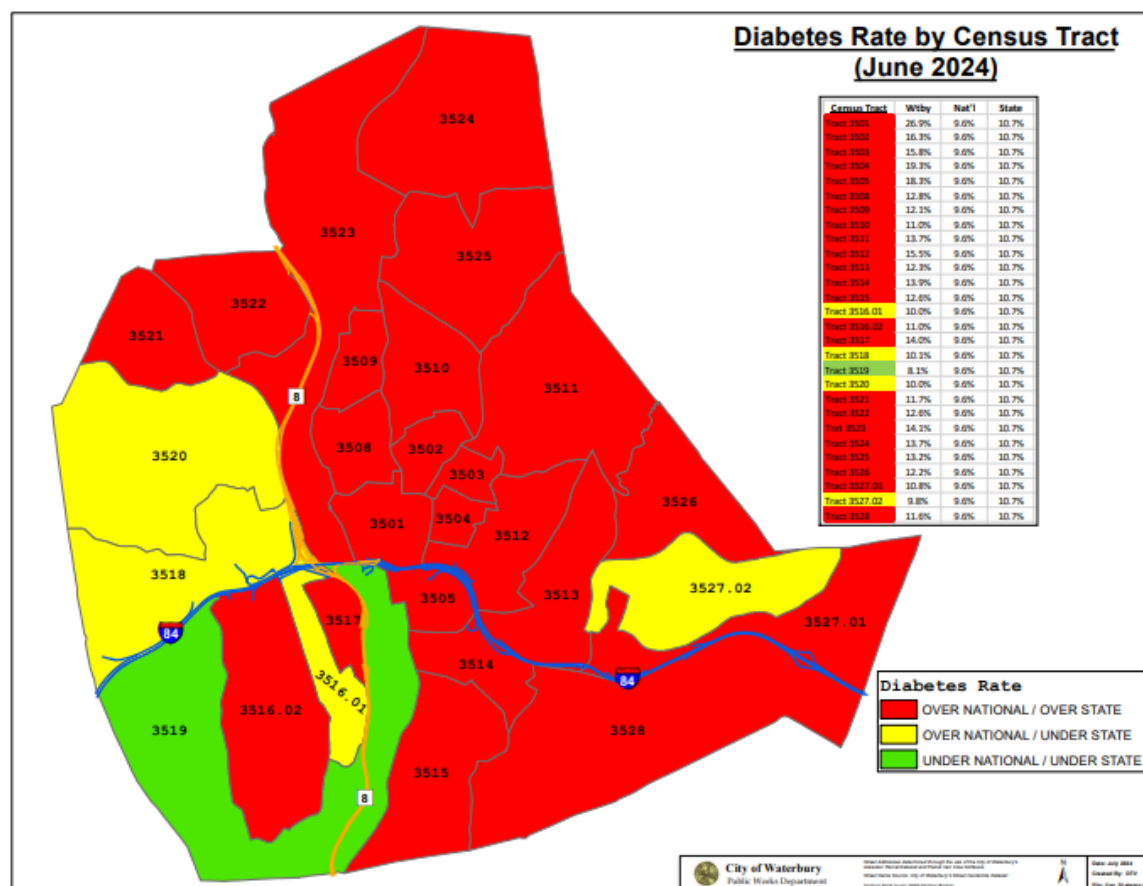 Diabetes Rate by Census Tract
(June 2024)
Census Tract Wtby Nat'l State
Tract 3501 26.9% 9.6% 10.7%
Tract 3502 16.3% 9.6% 10.7%
Tract 3503 15.8% 9.6% 10.7%
Tract 3504 19.3% 9.6% 10.7%
Tract 3505 18.3% 9.6% 10.7%
Tract 3508 12.8% 9.6% 10.7%
Tract 3509 12.1% 9.6% 10.7%
Tract 3510 11.0% 9.6% 10.7%
Tract 3511 13.7% 9.6% 10.7%
Tract 3512 15.5% 9.6% 10.7%
Tract 3513 12.3% 9.6% 10.7%
Tract 3514 13.9% 9.6% 10.7%
Tract 3515 12.6% 9.6% 10.7%
Tract 3516.01 10.0% 9.6% 10.7%
Tract 3516.02 11.0% 9.6% 10.7%
Tract 3517 14.0% 9.6% 10.7%
Tract 3518 10.1% 9.6% 10.7%
Tract 3519 8.1% 9.6% 10.7%
Tract 3520 10.0% 9.6% 10.7%
Tract 3521 11.7% 9.6% 10.7%
Tract 3522 12.6% 9.6% 10.7%
Trat 3523 14.1% 9.6% 10.7%
Tract 3524 13.7% 9.6% 10.7%
Tract 3525 13.2% 9.6% 10.7%
Tract 3526 12.2% 9.6% 10.7%
Tract 3527.01 10.8% 9.6% 10.7%
Tract 3527.02 9.8% 9.6% 10.7%
Tract 3528 11.6% 9.6% 10.7%
3524
3523
3525
3522
3521
3509
3510
3511
8
3508
3502
3520
3503
3526
3501
3504
3512
3518
3527.02
3505
3513
3517
3527.01
84
3514
84
3516.01
3516.02
3519
3528
3515
8
Diabetes Rate
OVER NATIONAL / OVER STATE
OVER NATIONAL / UNDER STATE
UNDER NATIONAL / UNDER STATE
City of Waterbury
Public Works Department
N
Date: July 2024